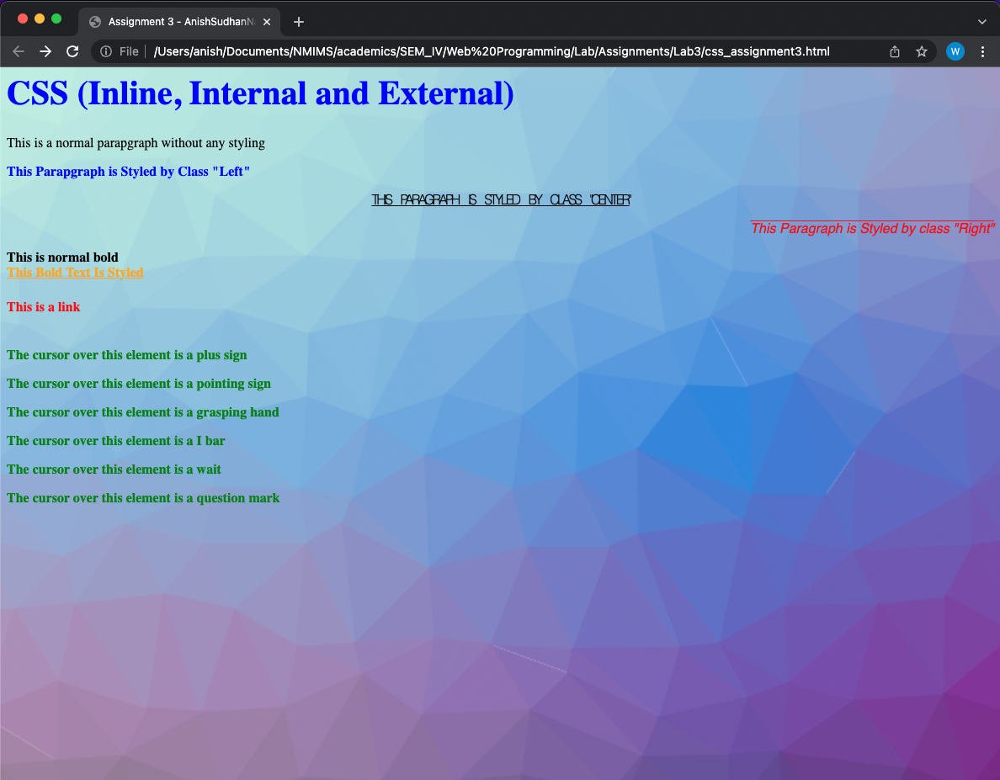 Assignment 3 - AnishSudhanN
File
/Users/anish/Documents/NMIMS/academics/SEM_IV/Web%20Programming/Lab/Assignments/Lab3/css_assignment3.html
W
CSS (Inline, Internal and External)
This is a normal parapgraph without any styling
This Parapgraph is Styled by Class "Left"
THIS PARAGRAPH IS STYLED BY CLASS "CENTER"
This Paragraph is Styled by class "Right"
This is normal bold
This Bold Text Is Styled
This is a link
The cursor over this element is a plus sign
The cursor over this element is a pointing sign
The cursor over this element is a grasping hand
The cursor over this element is a I bar
The cursor over this element is a wait
The cursor over this element is a question mark